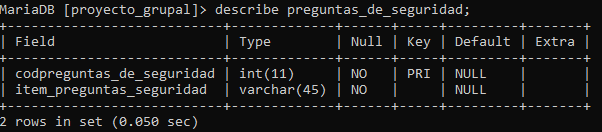 MariaDB [proyecto_grupal]> describe preguntas_de_seguridad;
+--------------------------+-------------+------+-----+---------+-------+
| Field                    | Type        | Null | Key | Default | Extra |
+--------------------------+-------------+------+-----+---------+-------+
| codpreguntas_de_seguridad | int(11)     | NO   | PRI | NULL    |       |
| item_preguntas_seguridad | varchar(45) | NO   |     | NULL    |       |
+--------------------------+-------------+------+-----+---------+-------+
2 rows in set (0.050 sec)